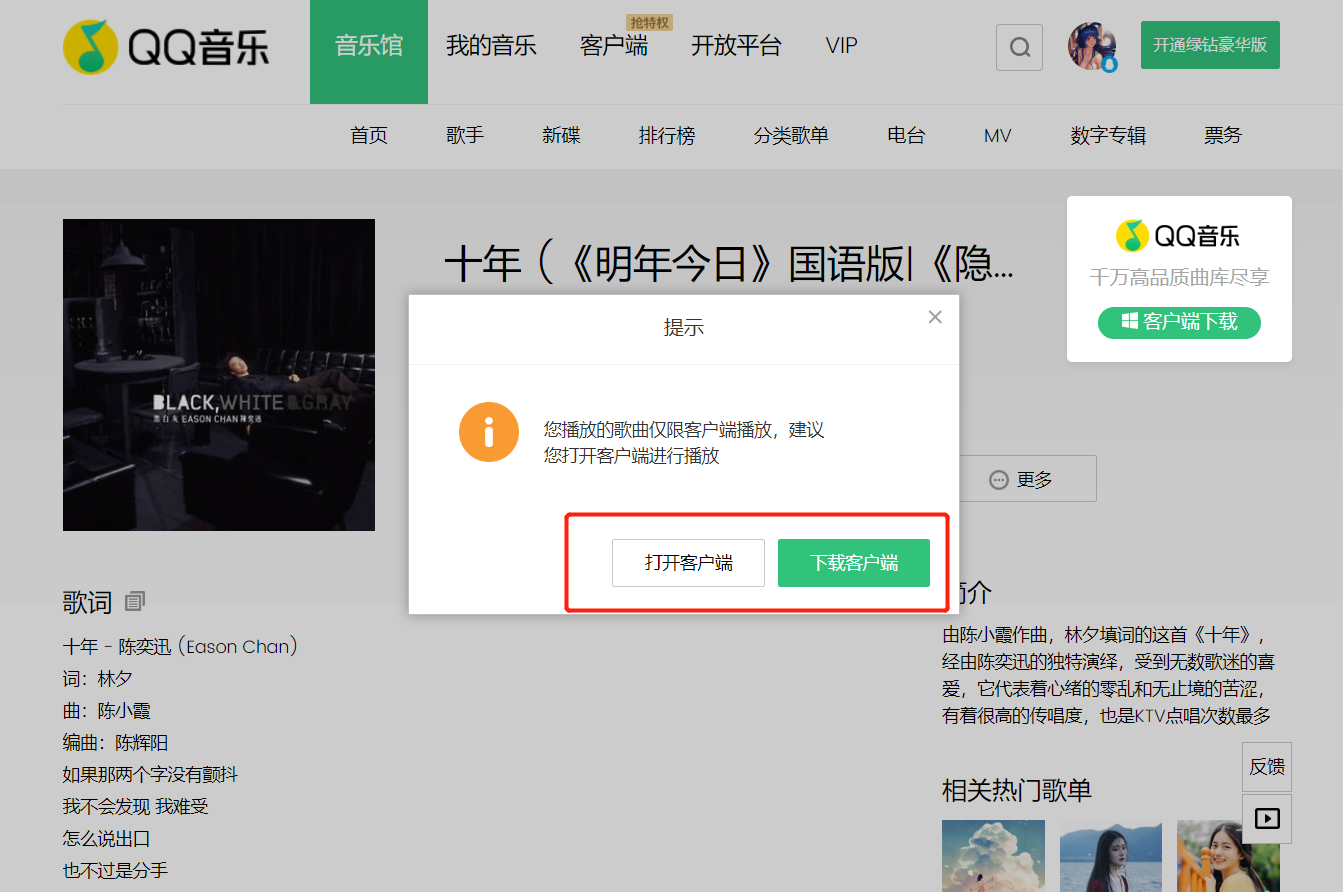 QQ音乐
音乐馆
我的音乐
客户端
抢特权
开放平台
VIP
开通绿钻豪华版
首页
歌手
新碟
排行榜
分类歌单
电台
MV
数字专辑
票务
QQ音乐
千万高品质曲库尽享
客户端下载
十年（《明年今日》国语版|《隐...
BLACK,WHITE & GRAY
黑白灰 EASON CHAN 陳奕迅
提示
您播放的歌曲仅限客户端播放，建议
您打开客户端进行播放
打开客户端
下载客户端
更多
歌词
十年 - 陈奕迅 (Eason Chan)
词：林夕
曲：陈小霞
编曲：陈辉阳
如果那两个字没有颤抖
我不会发现 我难受
怎么说出口
也不过是分手
简介
由陈小霞作曲，林夕填词的这首《十年》，
经由陈奕迅的独特演绎，受到无数歌迷的喜
爱，它代表着心绪的零乱和无止境的苦涩，
有着很高的传唱度，也是KTV点唱次数最多
反馈
相关热门歌单